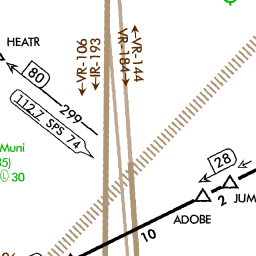 HEATR
80
299
112.7 SPS 74
←VR-106
←IR-193
←VR-144
VR-184→
Muni
35)
30
28
2
JUM
ADOBE
10